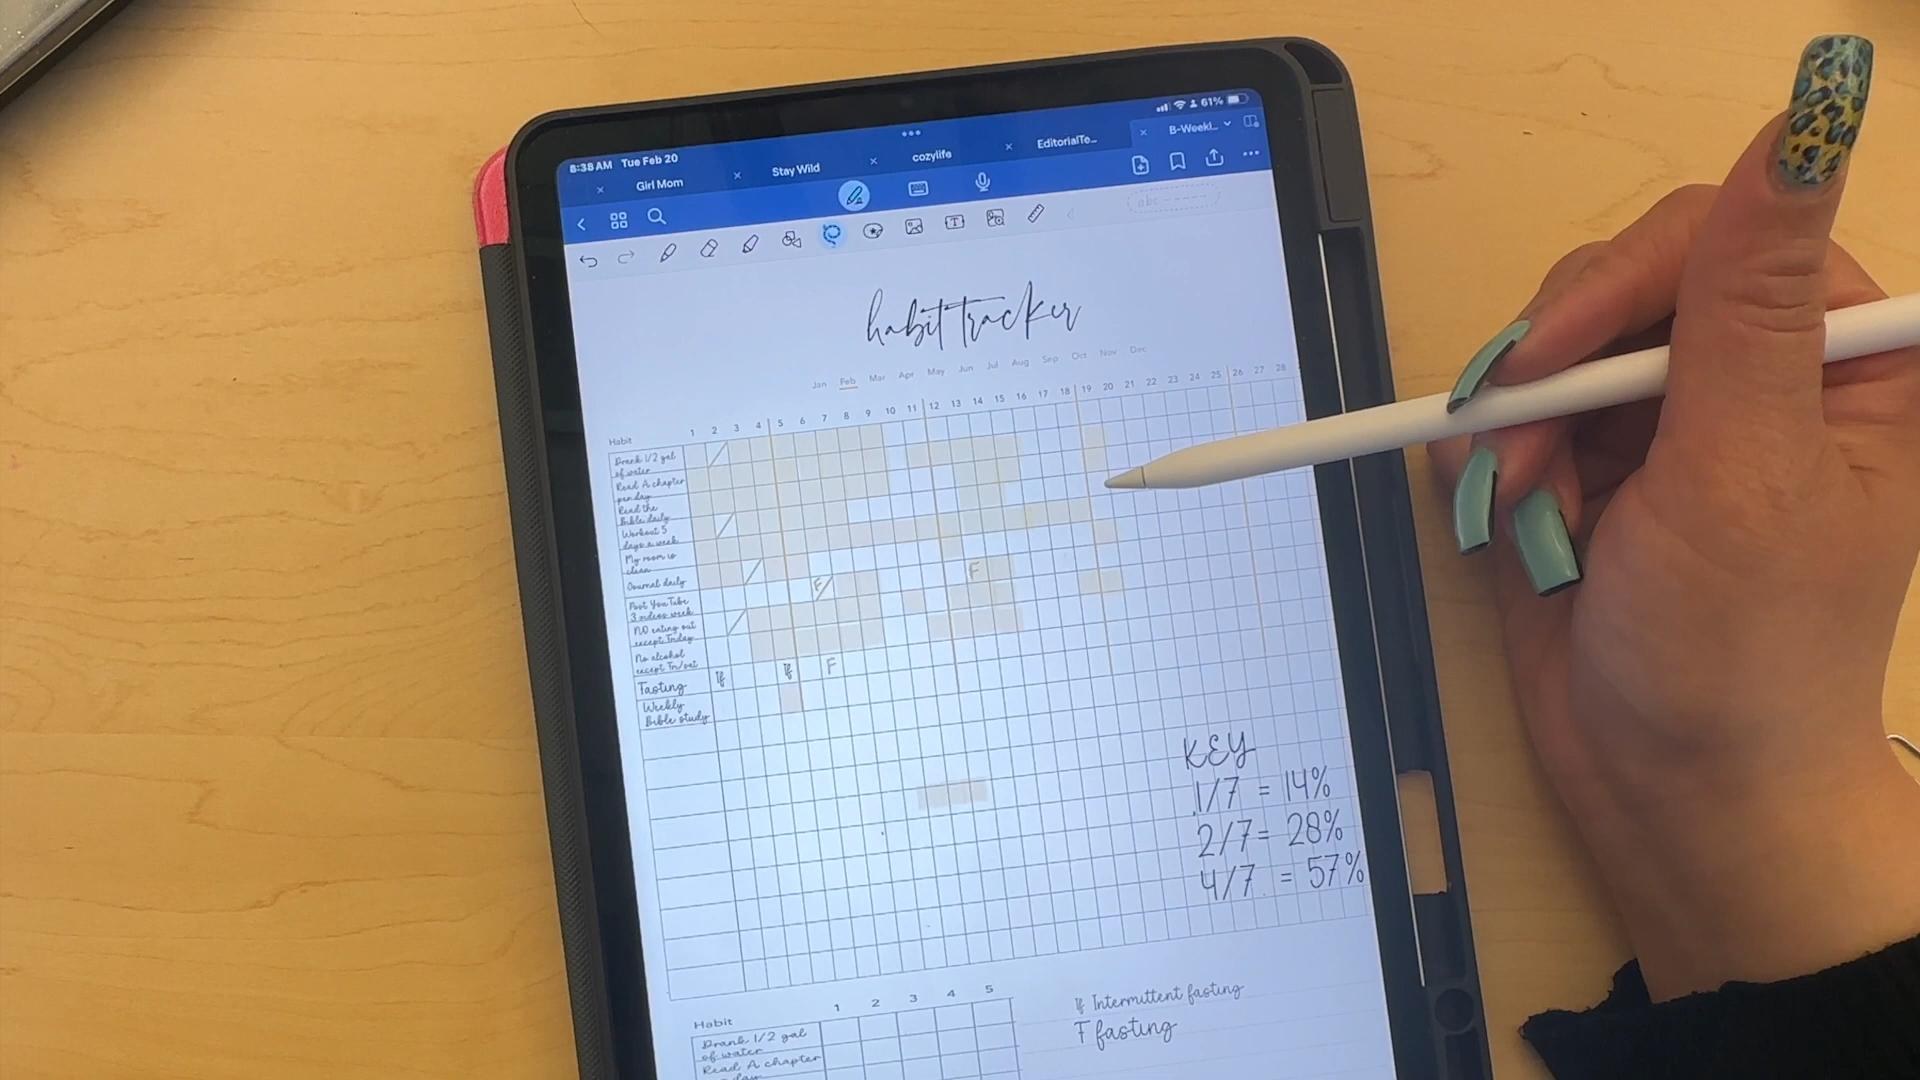 8:38 AM Tue Feb 20
61%
Girl Mom
Stay Wild
cozylife
EditorialTe...
B-Weekl...
abc
habit tracker
Jan Feb Mar Apr May Jun Jul Aug Sep Oct Nov Dec
Habit 1 2 3 4 5 6 7 8 9 10 11 12 13 14 15 16 17 18 19 20 21 22 23 24 25 26 27 28
Drank 1/2 gal
of water
Read A chapter
per day
Read the
Bible daily
Workout 5
days a week
My room is
clean
Journal daily
Post YouTube
3 videos week
F
F
NO eating out
except Friday
No alcohol
except Fri/sat
Fasting
If
If
F
Weekly
Bible study
KEY
1/7 = 14%
2/7 = 28%
4/7 = 57%
Habit 1 2 3 4 5
Drank 1/2 gal
of water
Read A chapter
If Intermittent fasting
F fasting